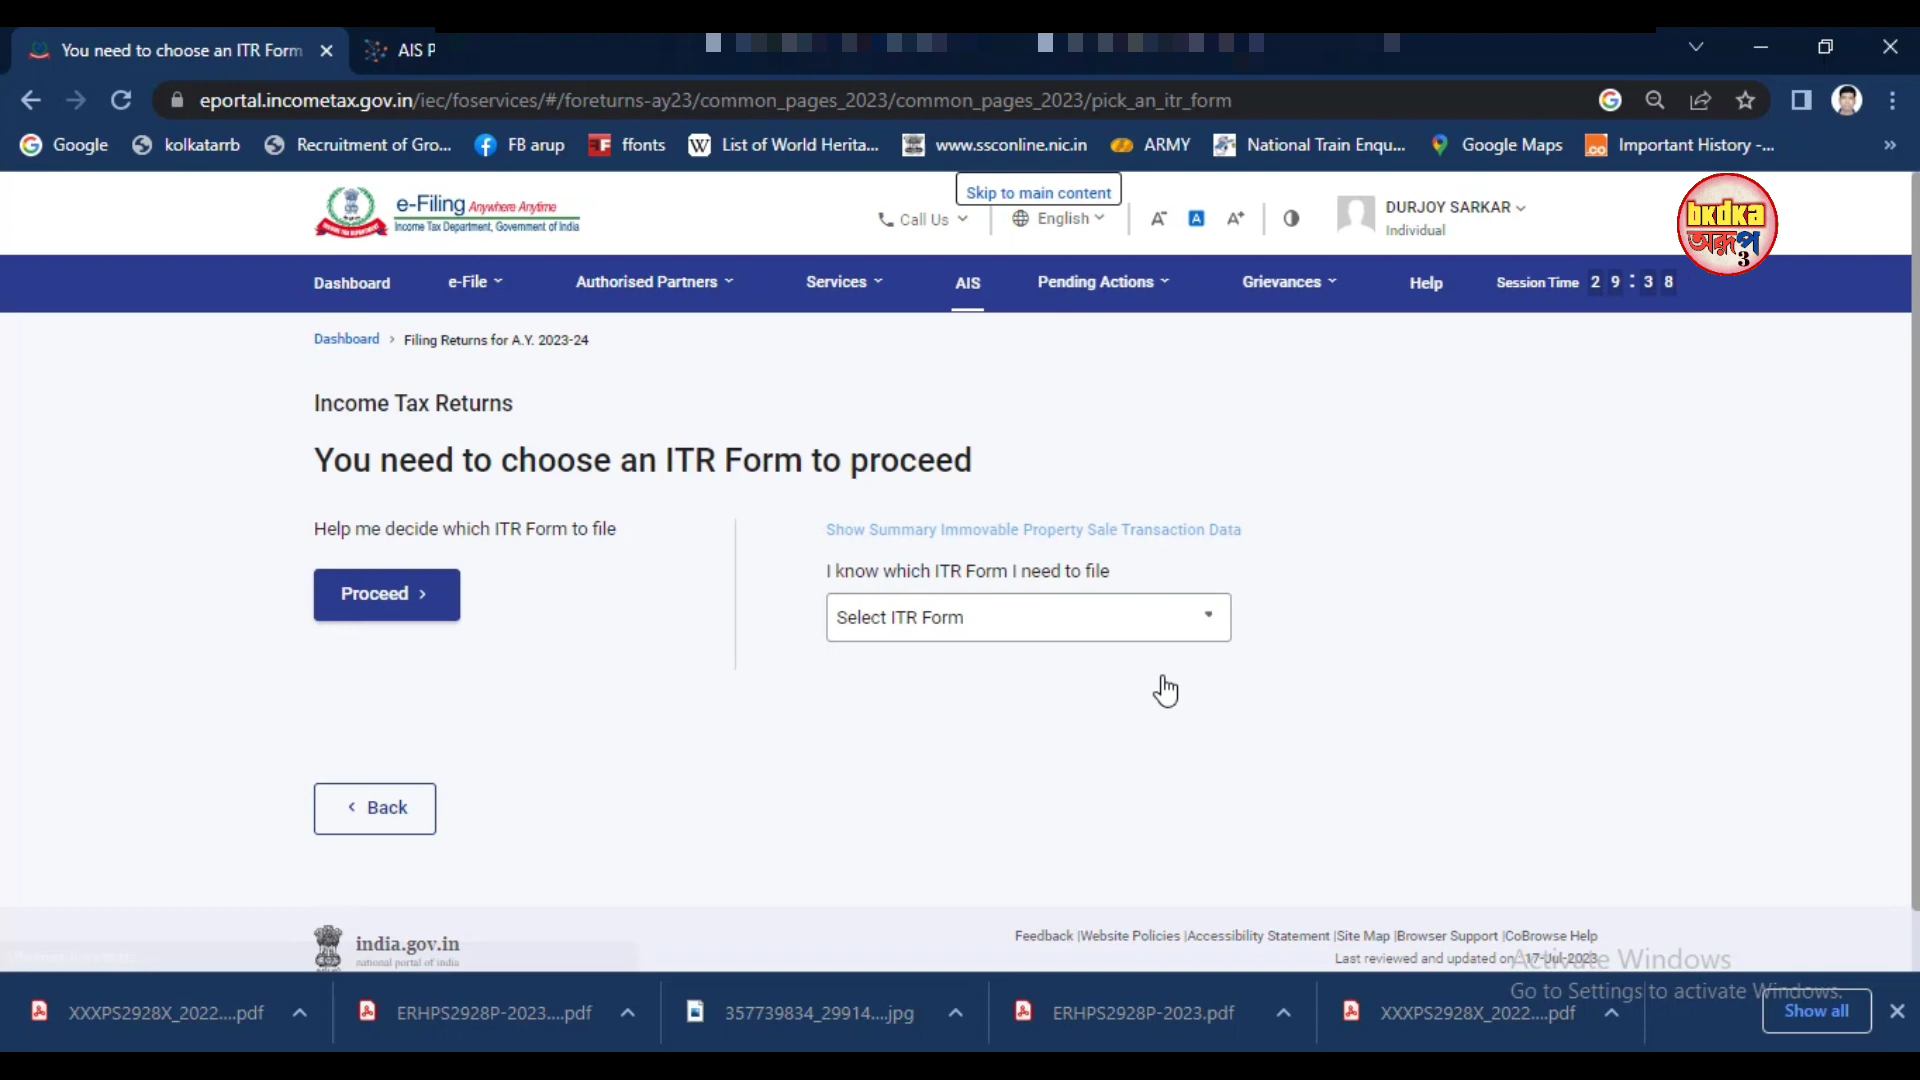 You need to choose an ITR Form
AIS P
eportal.incometax.gov.in/iec/foservices/#/foreturns-ay23/common_pages_2023/common_pages_2023/pick_an_itr_form
Google kolkatarrb Recruitment of Gro... FB arup ffonts List of World Herita... www.ssconline.nic.in ARMY National Train Enqu... Google Maps Important History -... »
Skip to main content
e-Filing Anywhere Anytime
Income Tax Department, Government of India
Call Us English A- A A+ DURJOY SARKAR
Individual
bkdka
অরূপ
3
Dashboard e-File Authorised Partners Services AIS Pending Actions Grievances Help Session Time 29:38
Dashboard > Filing Returns for A.Y. 2023-24
Income Tax Returns
You need to choose an ITR Form to proceed
Help me decide which ITR Form to file
Proceed >
Show Summary Immovable Property Sale Transaction Data
I know which ITR Form I need to file
Select ITR Form
< Back
india.gov.in
national portal of india
Feedback |Website Policies |Accessibility Statement |Site Map |Browser Support |CoBrowse Help
Last reviewed and updated on : 17-Jul-2023
Activate Windows
Go to Settings to activate Windows.
XXXPS2928X_2022....pdf ERHPS2928P-2023....pdf 357739834_29914....jpg ERHPS2928P-2023.pdf XXXPS2928X_2022....pdf Show all